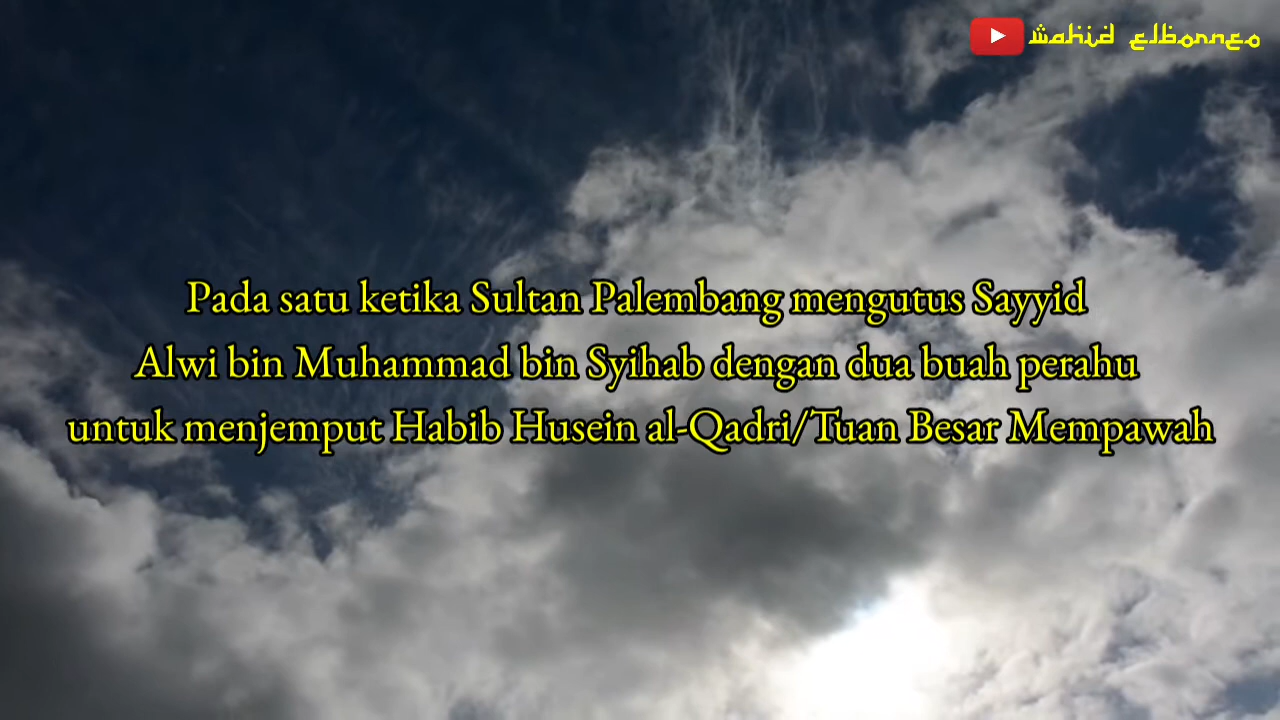 wahid elborneo
Pada satu ketika Sultan Palembang mengutus Sayyid
Alwi bin Muhammad bin Syihab dengan dua buah perahu
untuk menjemput Habib Husein al-Qadri/Tuan Besar Mempawah